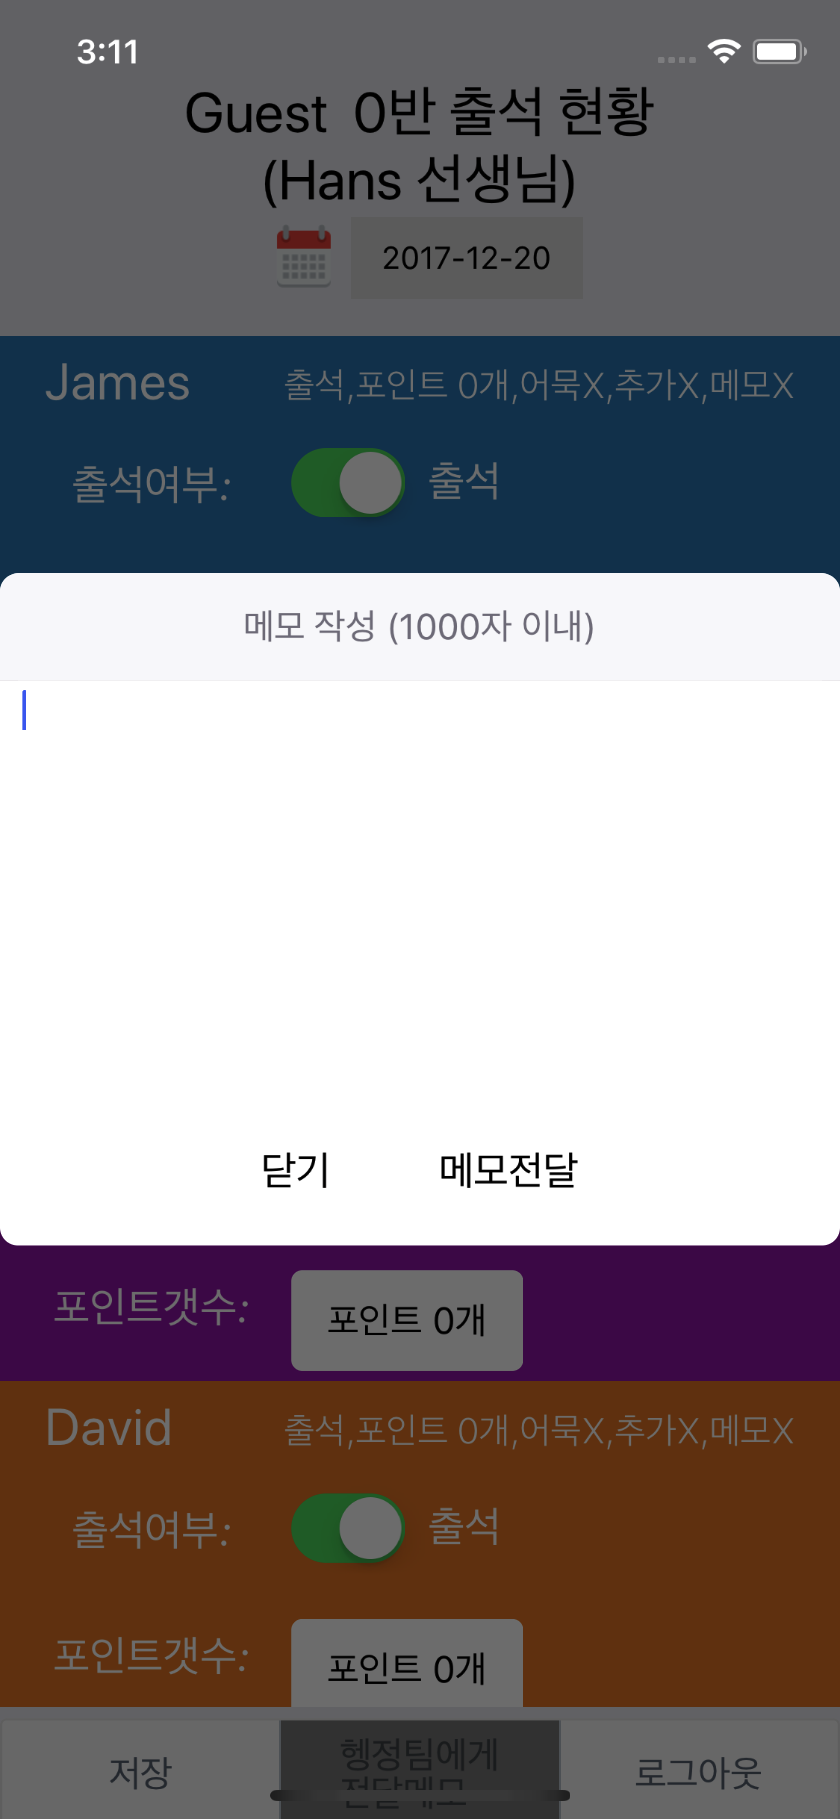 3:11
Guest 0반 출석 현황
(Hans 선생님)
2017-12-20
James 출석,포인트 0개,어묵X,추가X,메모X
출석여부: 출석
메모 작성 (1000자 이내)
닫기 메모전달
포인트갯수: 포인트 0개
David 출석,포인트 0개,어묵X,추가X,메모X
출석여부: 출석
포인트갯수: 포인트 0개
저장 헹정팀에게 로그아웃
전달메모